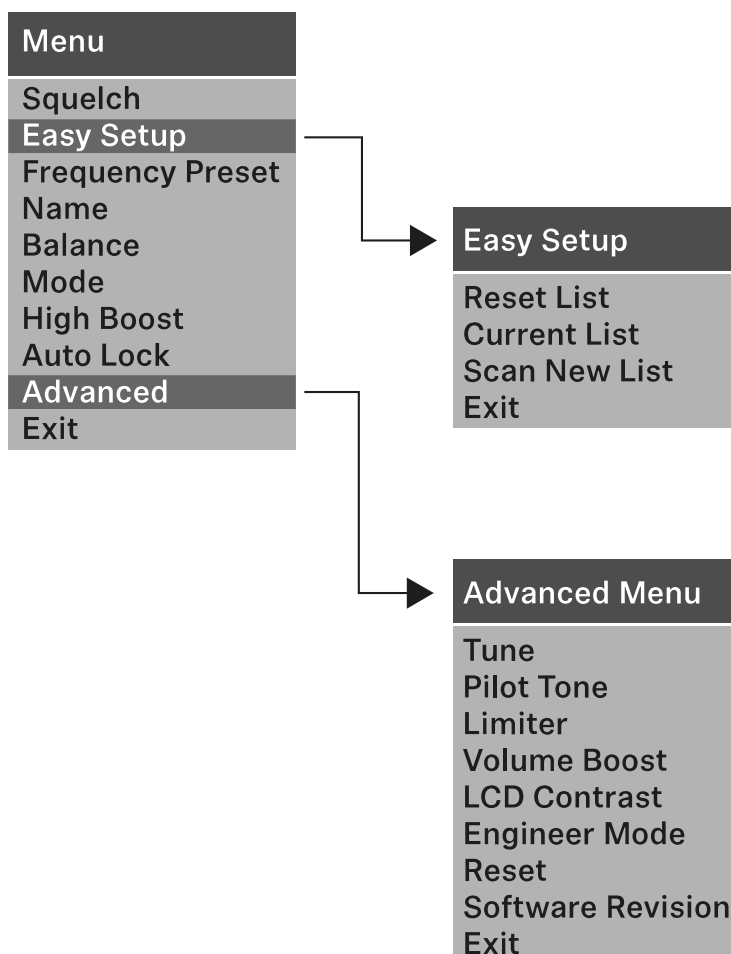 Menu
Squelch
Easy Setup
Frequency Preset
Name
Balance
Mode
High Boost
Auto Lock
Advanced
Exit
Easy Setup
Reset List
Current List
Scan New List
Exit
Advanced Menu
Tune
Pilot Tone
Limiter
Volume Boost
LCD Contrast
Engineer Mode
Reset
Software Revision
Exit